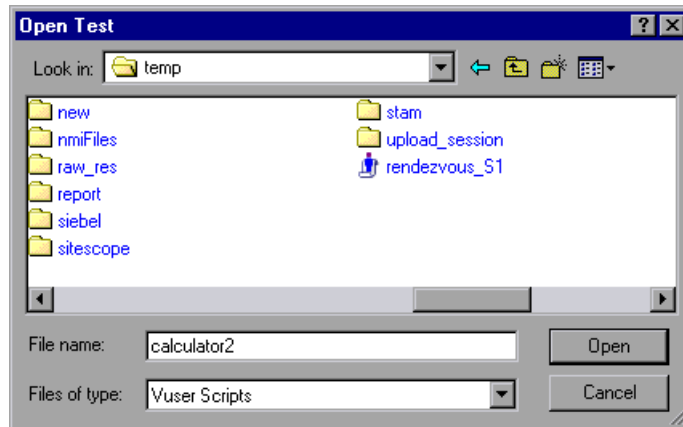 Open Test
Look in: temp
new
nmiFiles
raw_res
report
siebel
sitescope
stam
upload_session
rendezvous_S1
File name: calculator2 Open
Files of type: Vuser Scripts Cancel